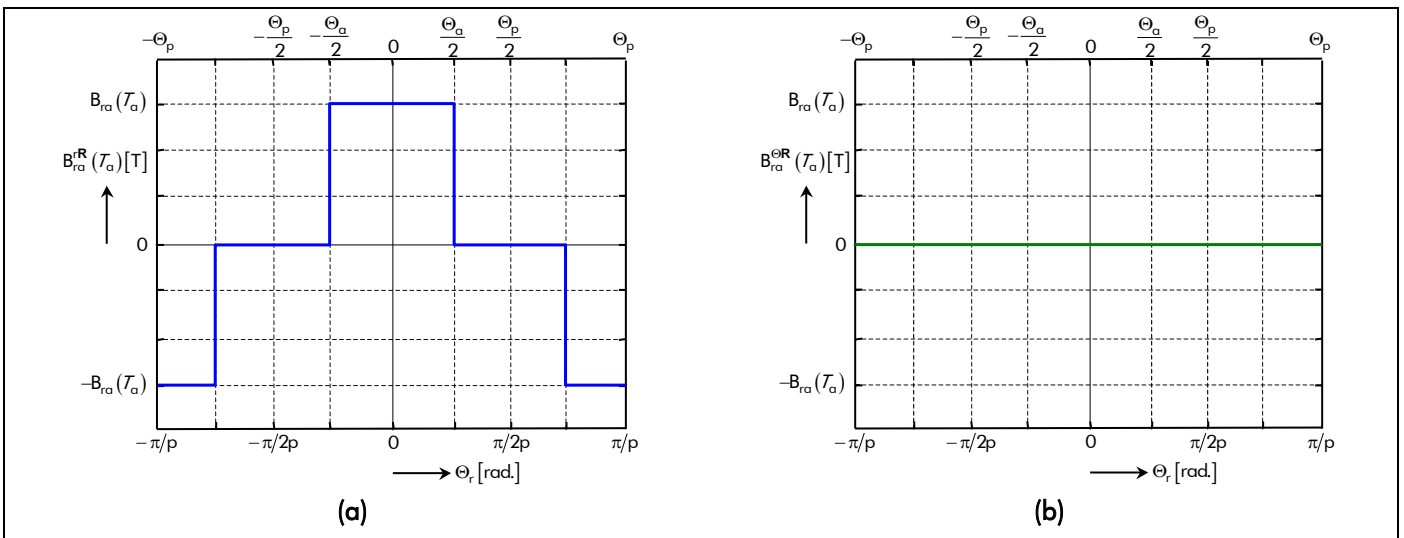 −Θp −Θp/2 −Θa/2 0 Θa/2 Θp/2 Θp
Bra(Ta)
B^rR_ra(Ta)[T]
0
−Bra(Ta)
−π/p −π/2p 0 π/2p π/p
Θr [rad.]
(a)
−Θp −Θp/2 −Θa/2 0 Θa/2 Θp/2 Θp
Bra(Ta)
B^ΘR_ra(Ta)[T]
0
−Bra(Ta)
−π/p −π/2p 0 π/2p π/p
Θr [rad.]
(b)